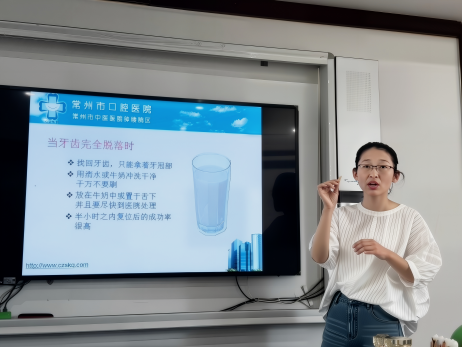 常州市口腔医院
常州市中医医院钟楼院区
当牙齿完全脱落时
找回牙齿，只能拿着牙冠部
用清水或牛奶冲洗干净
千万不要刷
放在牛奶中或置于舌下
并且要尽快到医院处理
半小时之内复位后的成功率
很高
http://www.czskq.com